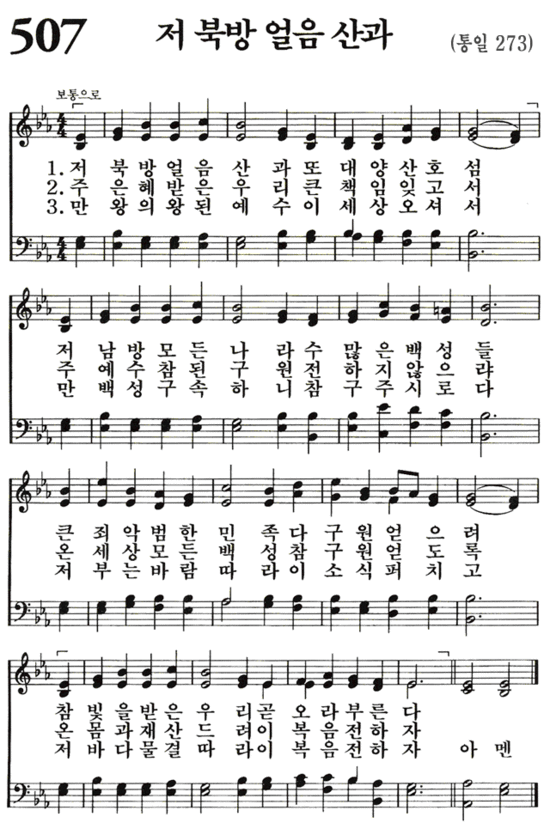 507 저 북방 얼음 산과 (통일 273)
보통으로
1. 저 북 방 얼 음 산 과 또 대 양 산 호 섬
2. 주 은 혜 받 은 우 리 큰 책 임 잊 고 서
3. 만 왕 의 왕 된 예 수 이 세 상 오 셔 서
저 남 방 모 든 나 라 수 많 은 백 성 들
주 예 수 참 된 구 원 전 하 지 않 으 랴
만 백 성 구 속 하 니 참 구 주 시 로 다
큰 죄 악 범 한 민 족 다 구 원 얻 으 려
온 세 상 모 든 백 성 참 구 원 얻 도 록
저 부 는 바 람 따 라 이 소 식 퍼 치 고
참 빛 을 받 은 우 리 곧 오 라 부 른 다
온 몸 과 재 산 드 려 이 복 음 전 하 자
저 바 다 물 결 따 라 이 복 음 전 하 자 아 멘